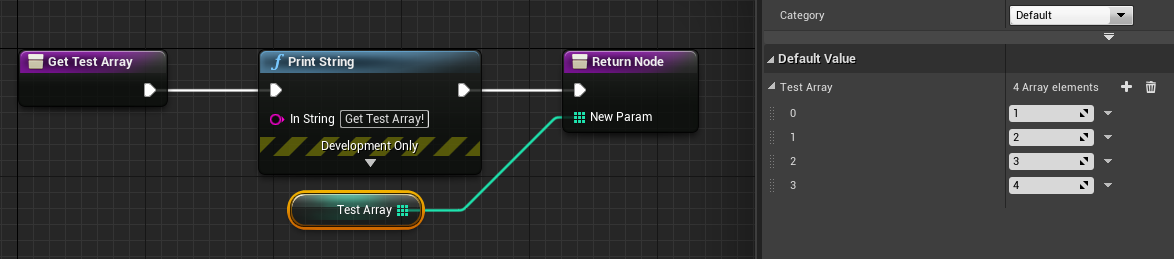 Get Test Array
Print String
In String Get Test Array!
Development Only
Return Node
New Param
Test Array
Category Default
Default Value
Test Array 4 Array elements
0 1
1 2
2 3
3 4